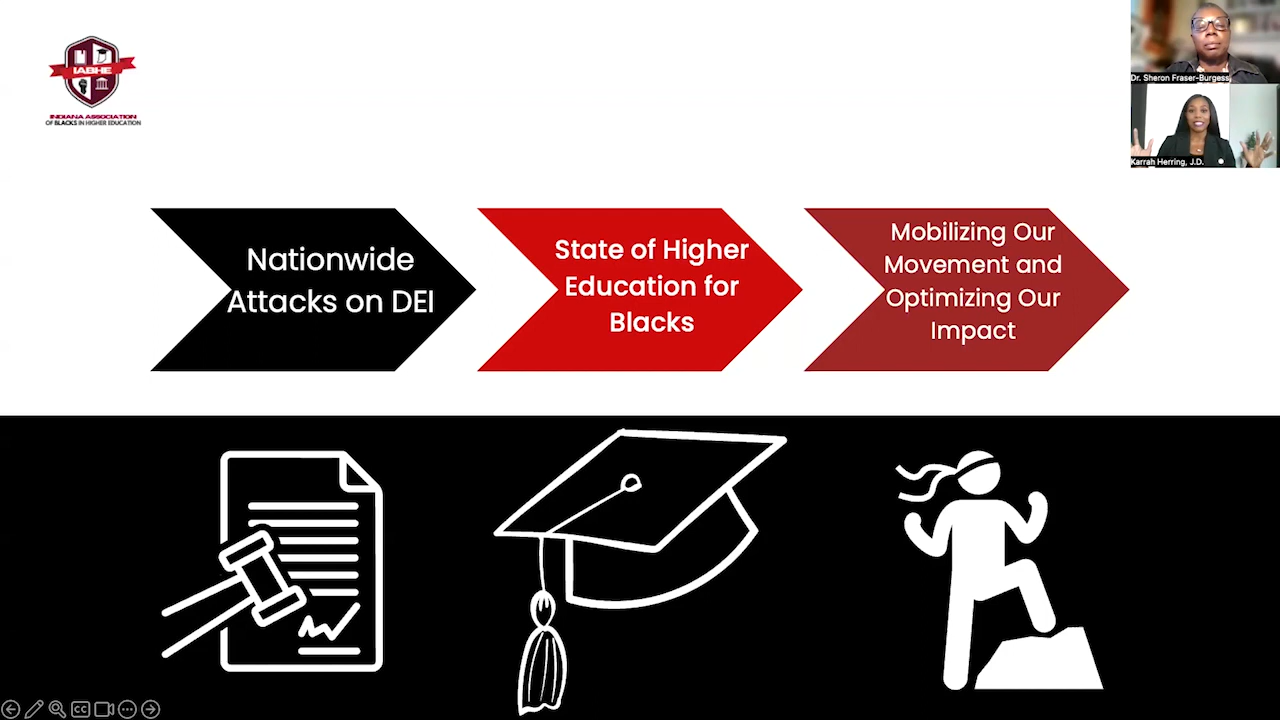 IABHE
INDIANA ASSOCIATION
OF BLACKS IN HIGHER EDUCATION
Dr. Sheron Fraser-Burgess
Karrah Herring, J.D.
Nationwide
Attacks on DEI
State of Higher
Education for
Blacks
Mobilizing Our
Movement and
Optimizing Our
Impact
CC